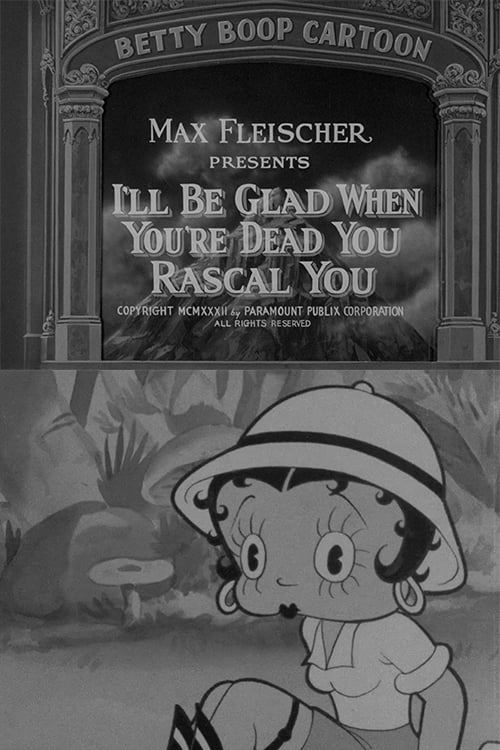 BETTY BOOP CARTOON
MAX FLEISCHER
PRESENTS
I'LL BE GLAD WHEN
YOU'RE DEAD YOU
RASCAL YOU
COPYRIGHT MCMXXXII by PARAMOUNT PUBLIX CORPORATION
ALL RIGHTS RESERVED